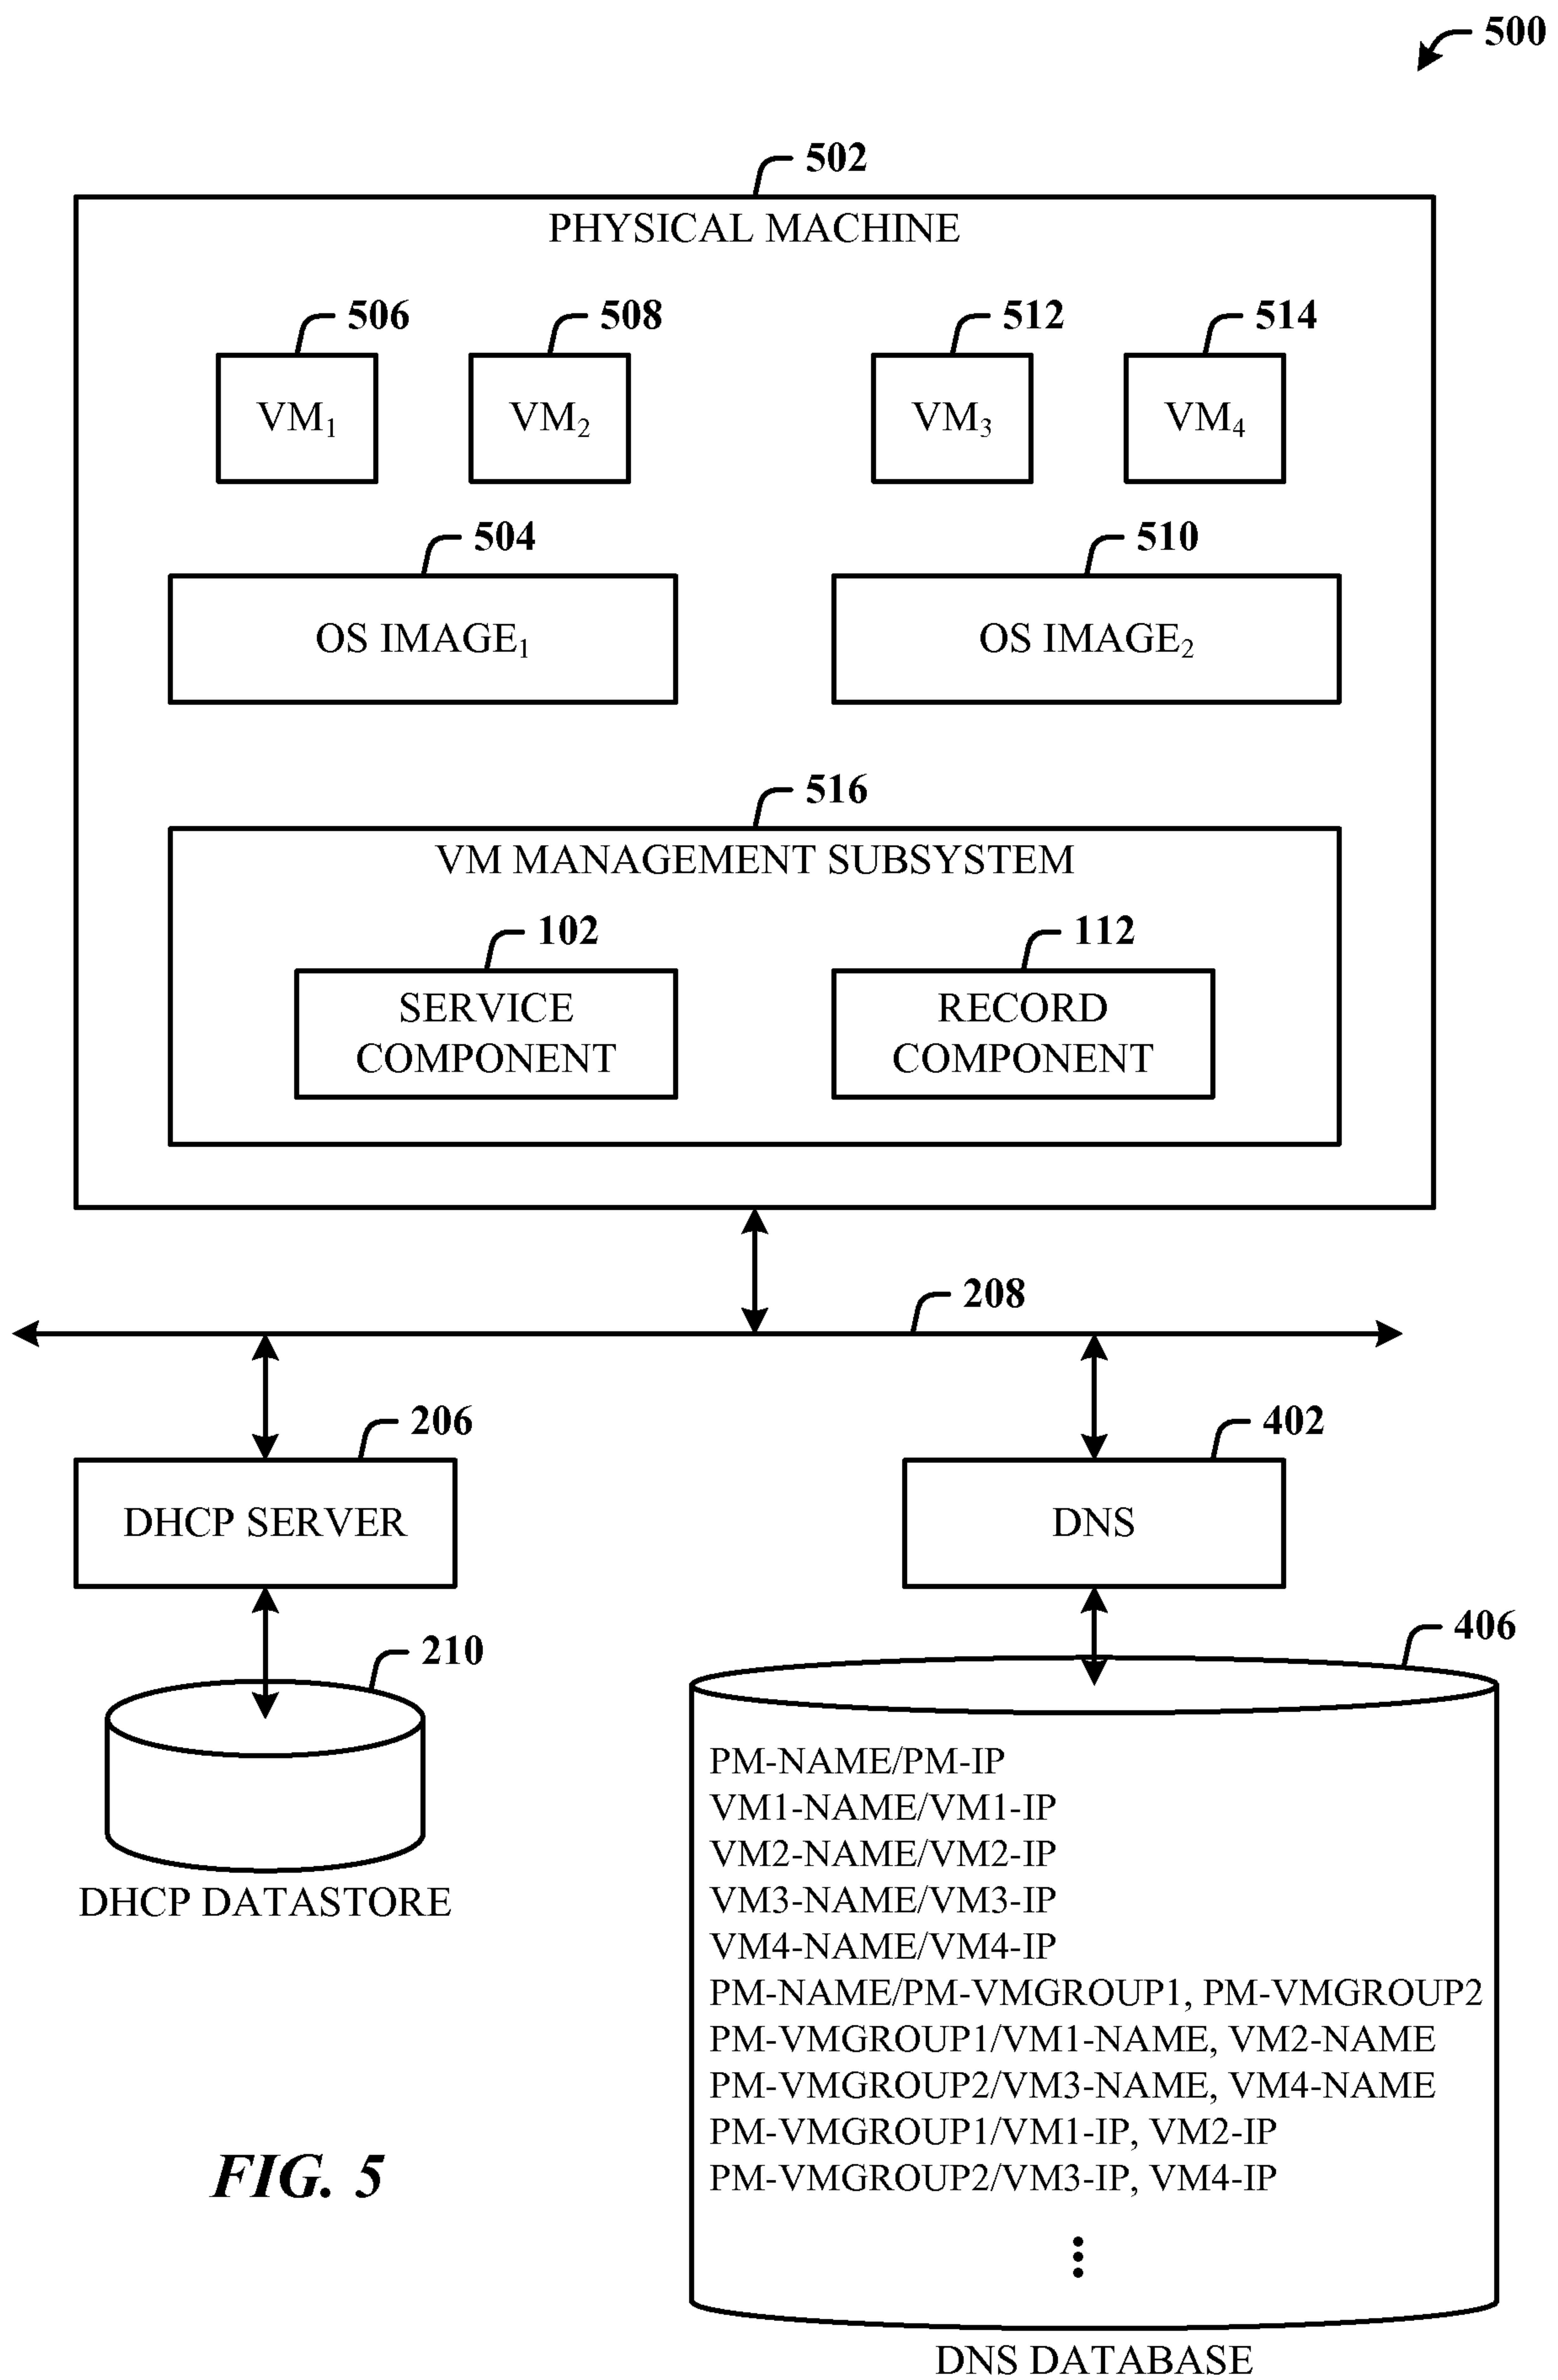 500
502
PHYSICAL MACHINE
506 508 512 514
VM₁ VM₂ VM₃ VM₄
504 510
OS IMAGE₁ OS IMAGE₂
516
VM MANAGEMENT SUBSYSTEM
102 112
SERVICE COMPONENT
RECORD COMPONENT
208
206 402
DHCP SERVER DNS
210 406
DHCP DATASTORE
PM-NAME/PM-IP
VM1-NAME/VM1-IP
VM2-NAME/VM2-IP
VM3-NAME/VM3-IP
VM4-NAME/VM4-IP
PM-NAME/PM-VMGROUP1, PM-VMGROUP2
PM-VMGROUP1/VM1-NAME, VM2-NAME
PM-VMGROUP2/VM3-NAME, VM4-NAME
PM-VMGROUP1/VM1-IP, VM2-IP
PM-VMGROUP2/VM3-IP, VM4-IP
DNS DATABASE
FIG. 5